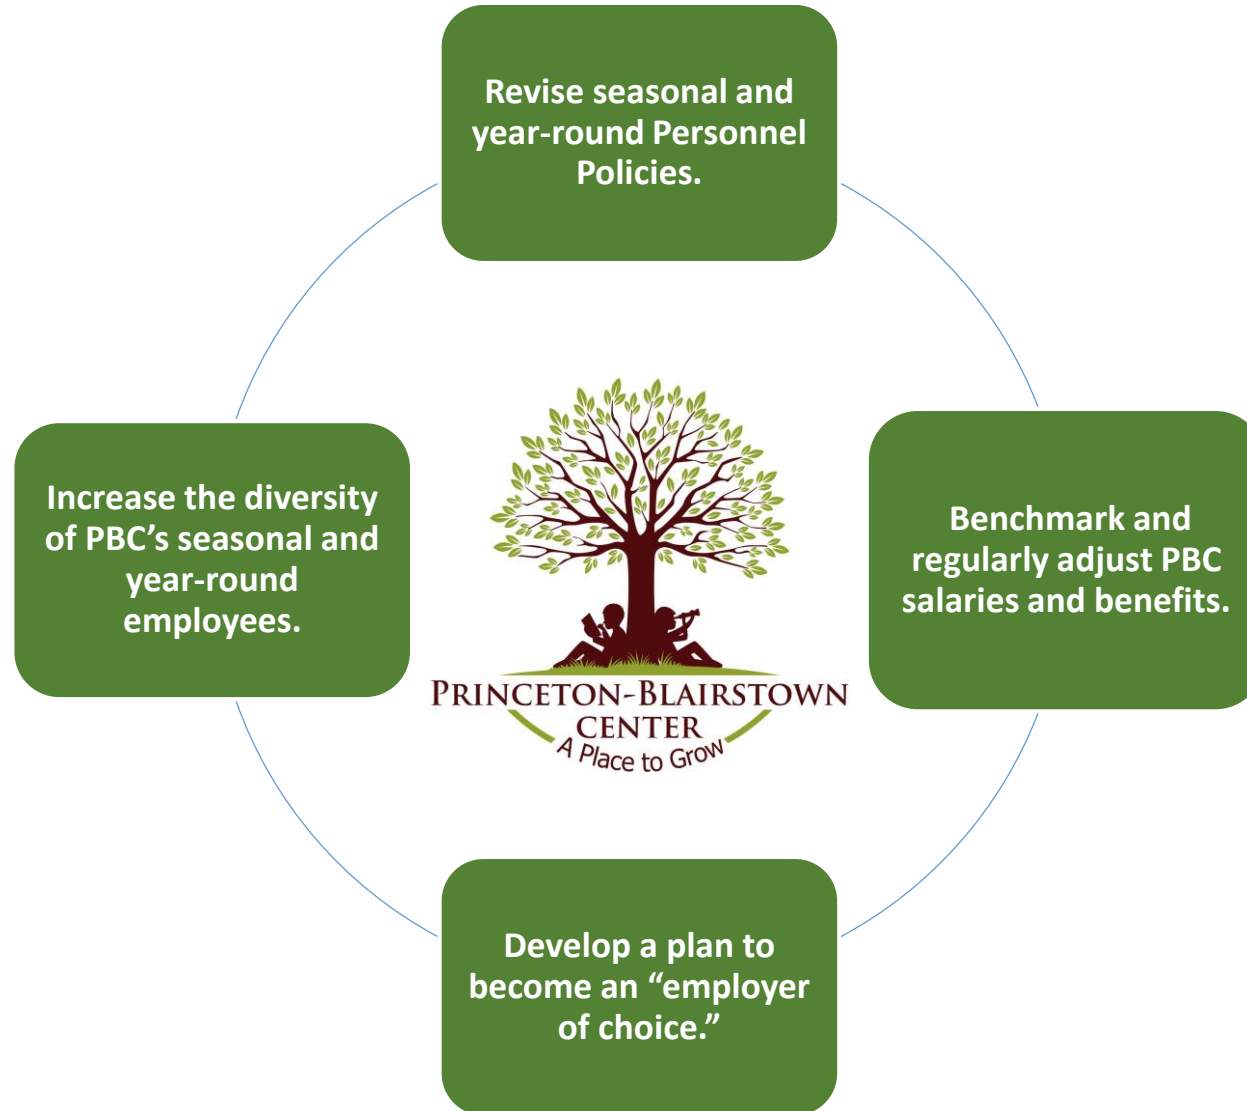 Revise seasonal and
year-round Personnel
Policies.
Increase the diversity
of PBC’s seasonal and
year-round
employees.
Benchmark and
regularly adjust PBC
salaries and benefits.
PRINCETON-BLAIRSTOWN
CENTER
A Place to Grow
Develop a plan to
become an “employer
of choice.”